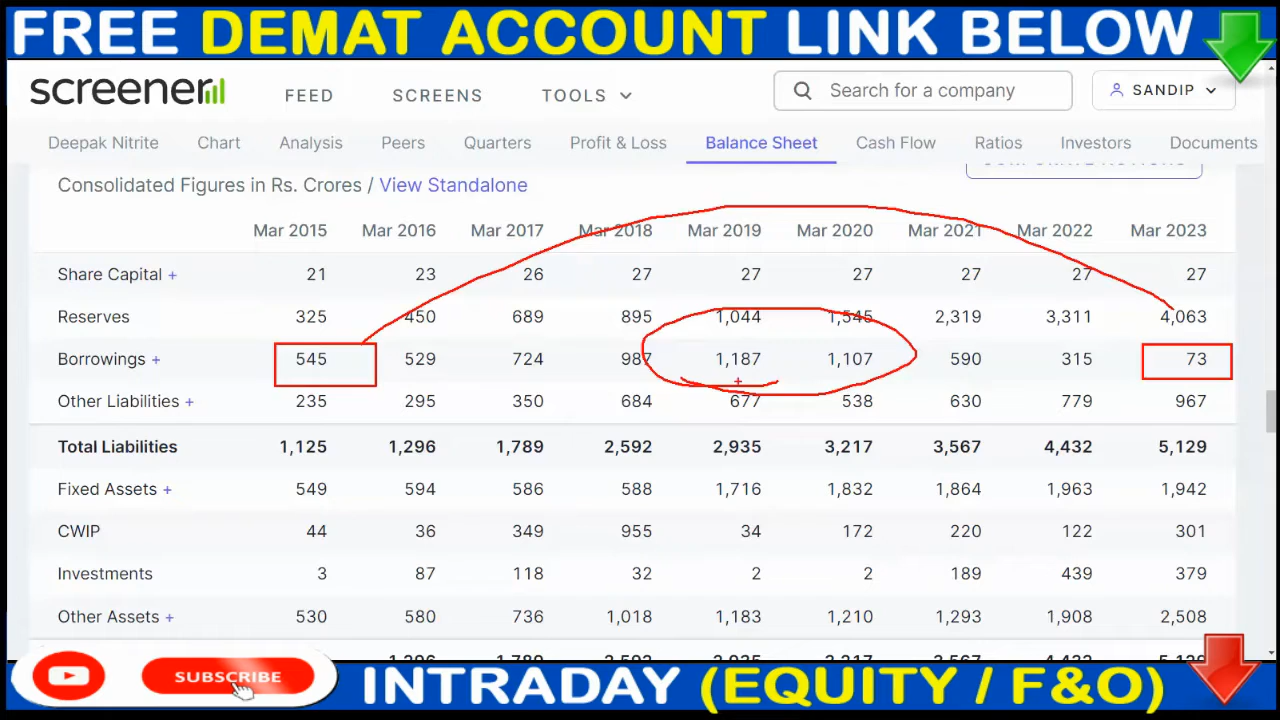 FREE DEMAT ACCOUNT LINK BELOW
screener
FEED SCREENS TOOLS
Search for a company
SANDIP
Deepak Nitrite Chart Analysis Peers Quarters Profit & Loss Balance Sheet Cash Flow Ratios Investors Documents
Consolidated Figures in Rs. Crores / View Standalone
Mar 2015 Mar 2016 Mar 2017 Mar 2018 Mar 2019 Mar 2020 Mar 2021 Mar 2022 Mar 2023
Share Capital + 21 23 26 27 27 27 27 27 27
Reserves 325 450 689 895 1,044 1,545 2,319 3,311 4,063
Borrowings + 545 529 724 987 1,187 1,107 590 315 73
Other Liabilities + 235 295 350 684 677 538 630 779 967
Total Liabilities 1,125 1,296 1,789 2,592 2,935 3,217 3,567 4,432 5,129
Fixed Assets + 549 594 586 588 1,716 1,832 1,864 1,963 1,942
CWIP 44 36 349 955 34 172 220 122 301
Investments 3 87 118 32 2 2 189 439 379
Other Assets + 530 580 736 1,018 1,183 1,210 1,293 1,908 2,508
SUBSCRIBE
INTRADAY (EQUITY / F&O)